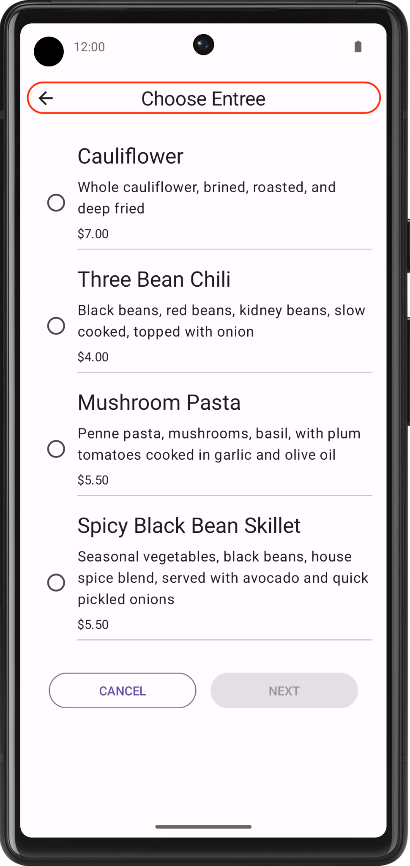 12:00
Choose Entree
Cauliflower
Whole cauliflower, brined, roasted, and
deep fried
$7.00
Three Bean Chili
Black beans, red beans, kidney beans, slow
cooked, topped with onion
$4.00
Mushroom Pasta
Penne pasta, mushrooms, basil, with plum
tomatoes cooked in garlic and olive oil
$5.50
Spicy Black Bean Skillet
Seasonal vegetables, black beans, house
spice blend, served with avocado and quick
pickled onions
$5.50
CANCEL
NEXT